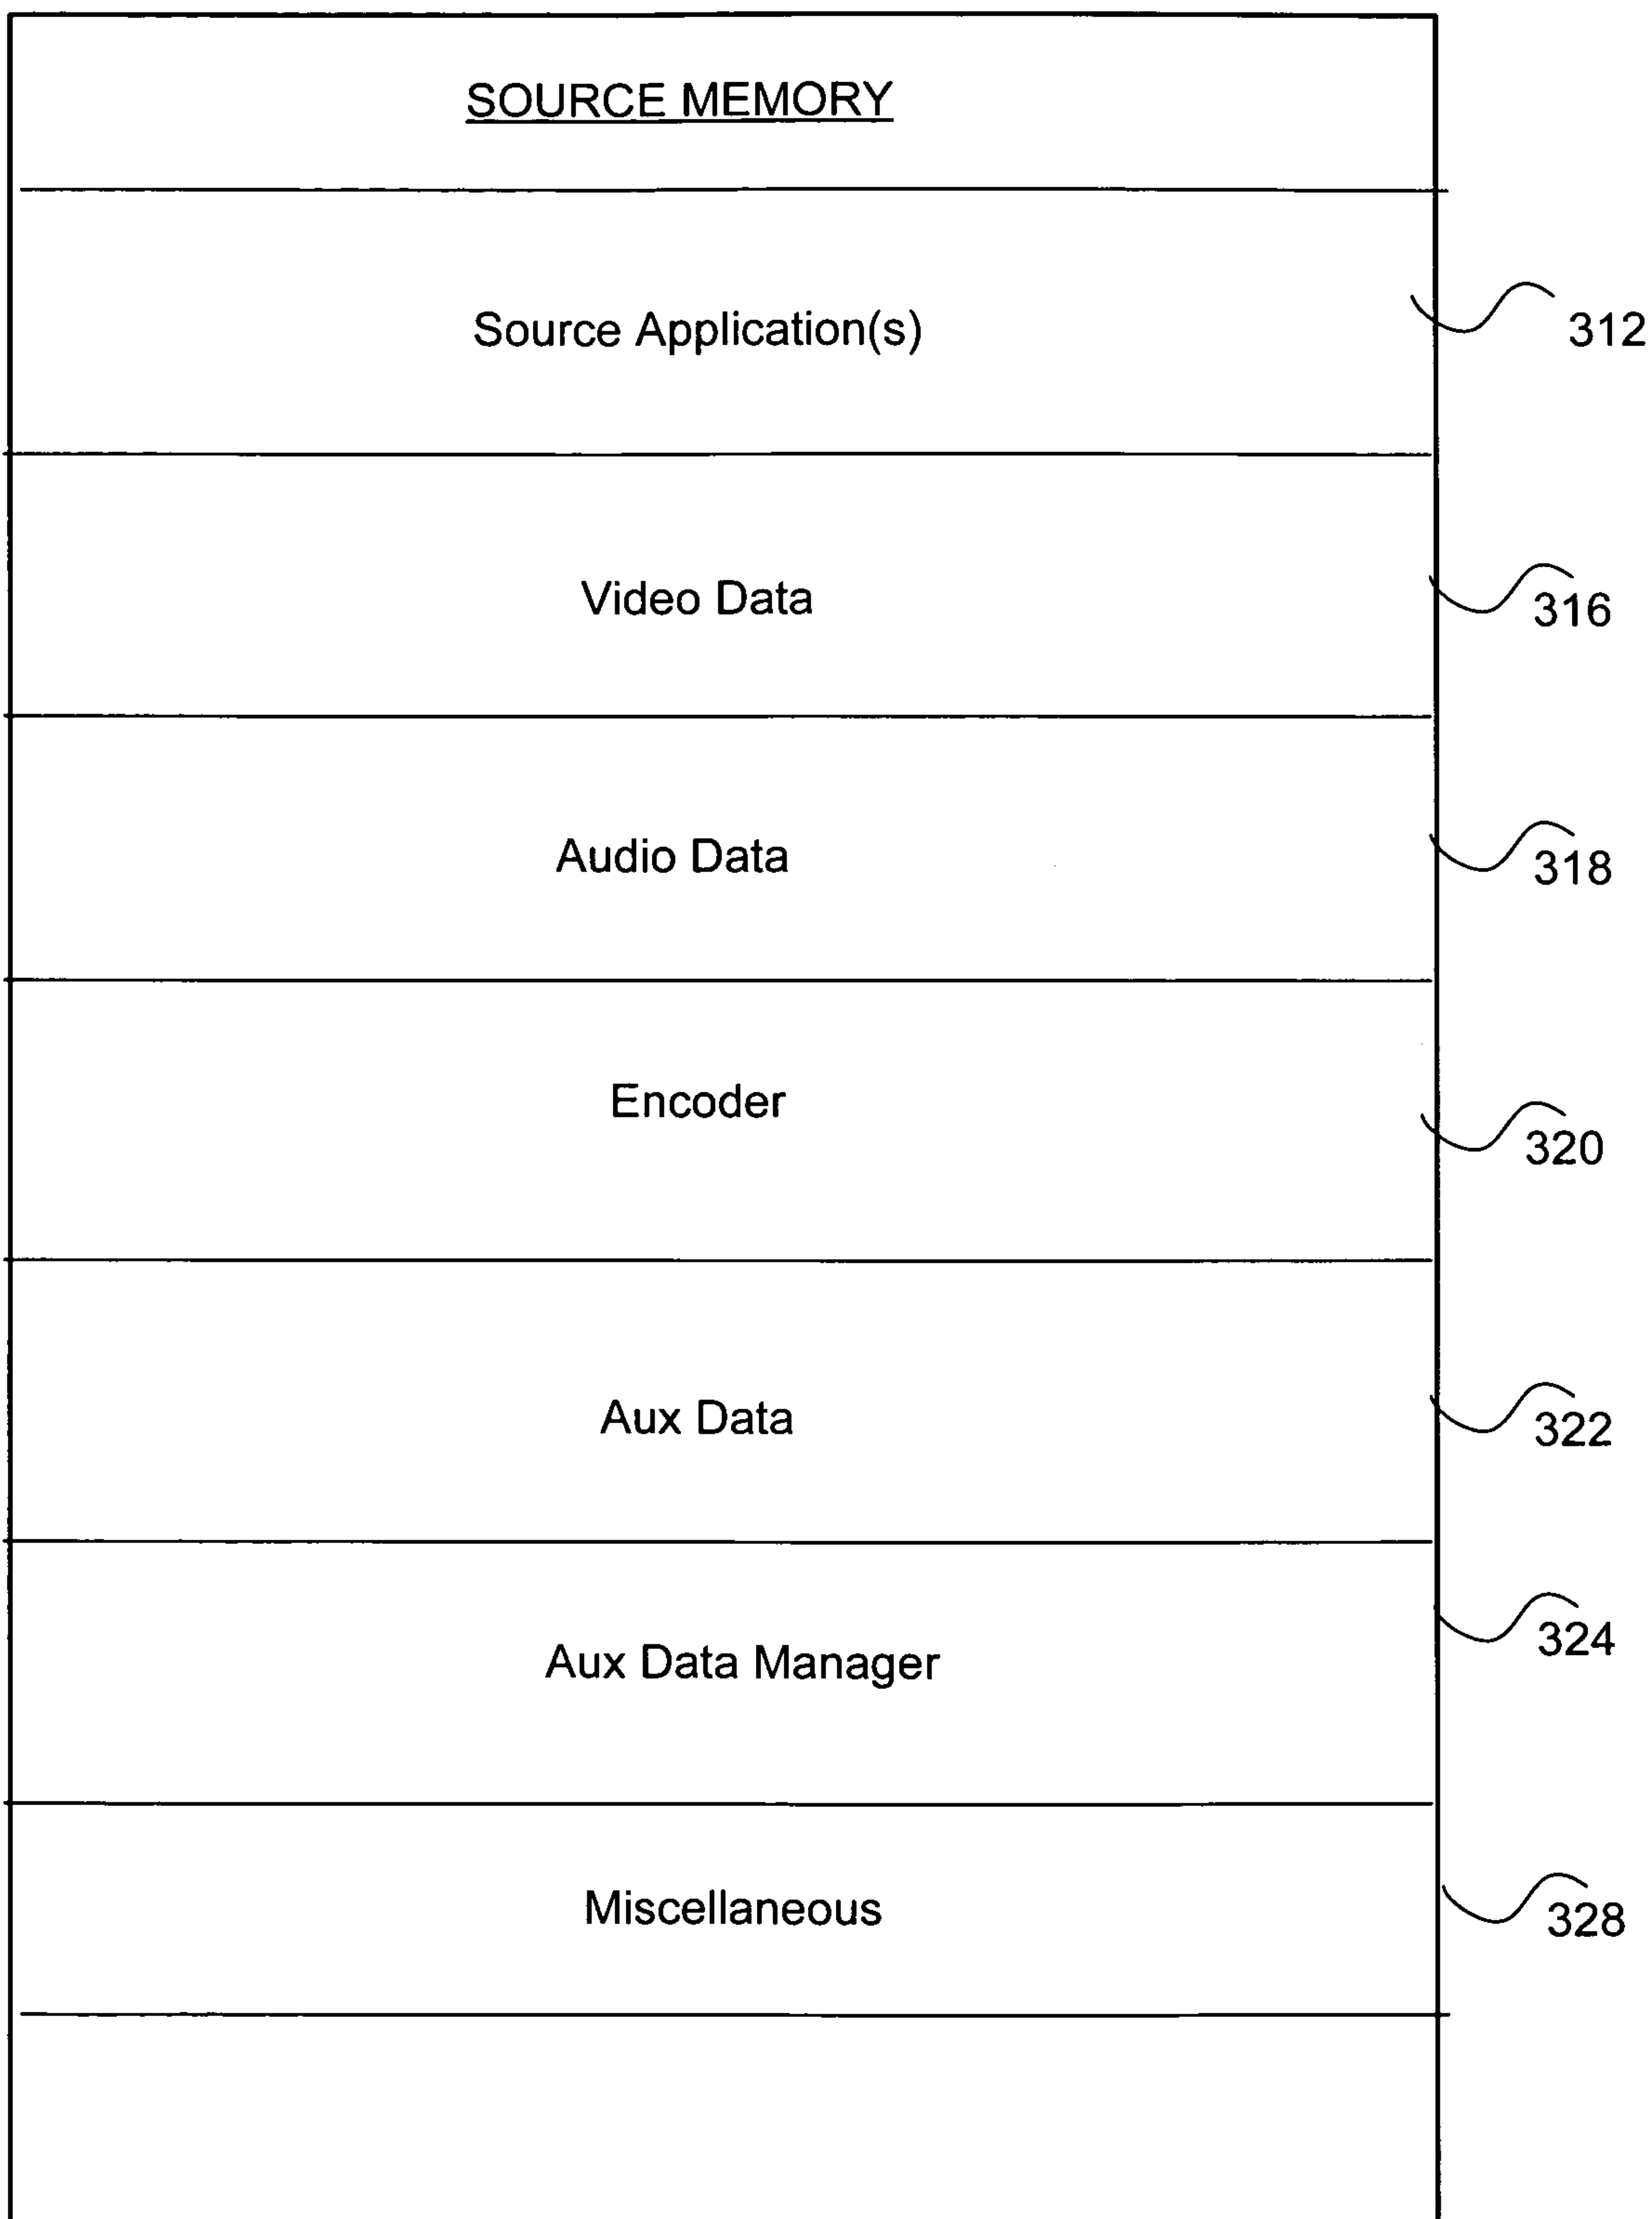 SOURCE MEMORY
Source Application(s)
312
Video Data
316
Audio Data
318
Encoder
320
Aux Data
322
Aux Data Manager
324
Miscellaneous
328